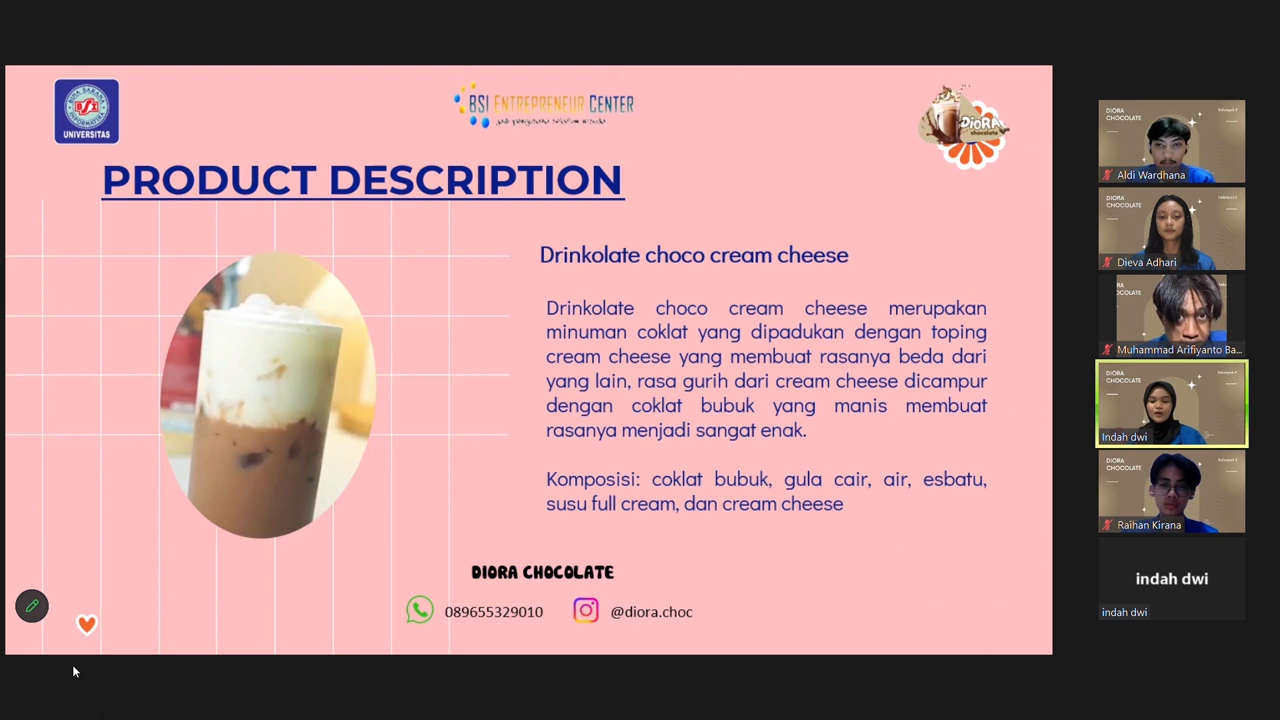 UNIVERSITAS
BSI ENTREPRENEUR CENTER
DIORA
chocolate
PRODUCT DESCRIPTION
Drinkolate choco cream cheese
Drinkolate choco cream cheese merupakan
minuman coklat yang dipadukan dengan toping
cream cheese yang membuat rasanya beda dari
yang lain, rasa gurih dari cream cheese dicampur
dengan coklat bubuk yang manis membuat
rasanya menjadi sangat enak.
Komposisi: coklat bubuk, gula cair, air, esbatu,
susu full cream, dan cream cheese
DIORA CHOCOLATE
089655329010
@diora.choc
DIORA
CHOCOLATE
Aldi Wardhana
DIORA
CHOCOLATE
Dieva Adhari
Muhammad Arifiyanto Ba...
DIORA
CHOCOLATE
Indah dwi
DIORA
CHOCOLATE
Raihan Kirana
indah dwi
indah dwi